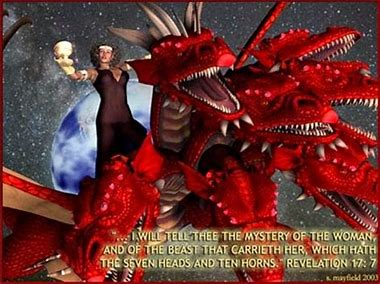 "... I WILL TELL THEE THE MYSTERY OF THE WOMAN,
AND OF THE BEAST THAT CARRIETH HER, WHICH HATH
THE SEVEN HEADS AND TEN HORNS." REVELATION 17: 7
s. mayfield 2003